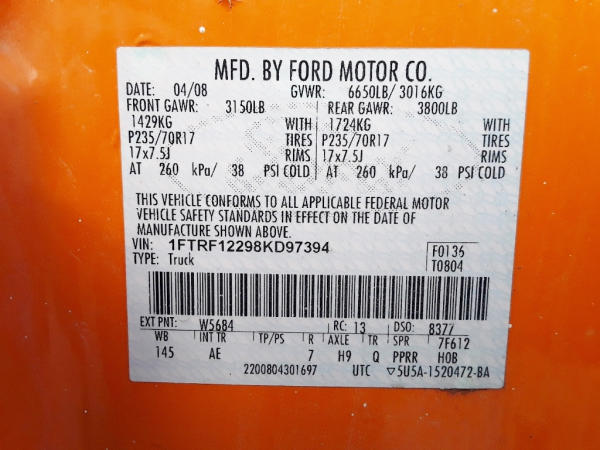 MFD. BY FORD MOTOR CO.
DATE: 04/08 GVWR: 6650LB/ 3016KG
FRONT GAWR: 3150LB REAR GAWR: 3800LB
1429KG WITH 1724KG WITH
P235/70R17 TIRES P235/70R17 TIRES
17x7.5J RIMS 17x7.5J RIMS
AT 260 kPa/ 38 PSI COLD AT 260 kPa/ 38 PSI COLD
THIS VEHICLE CONFORMS TO ALL APPLICABLE FEDERAL MOTOR
VEHICLE SAFETY STANDARDS IN EFFECT ON THE DATE OF
MANUFACTURE SHOWN ABOVE.
VIN: 1FTRF12298KD97394 F0136
TYPE: Truck T0804
EXT PNT: W5684 RC: 13 DSO: 8377
WB INT TR TP/PS R AXLE TR SPR 7F612
145 AE 7 H9 Q PPRR H0B
2200804301697 UTC ▽5U5A-1520472-BA